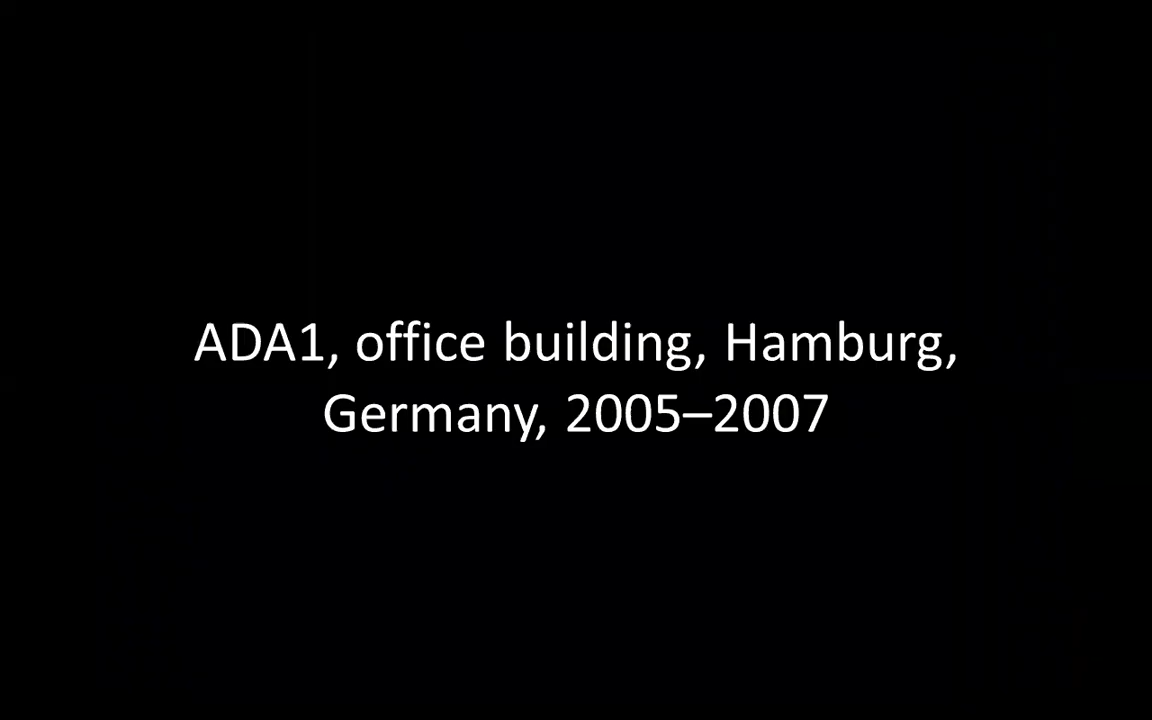 ADA1, office building, Hamburg,
Germany, 2005–2007